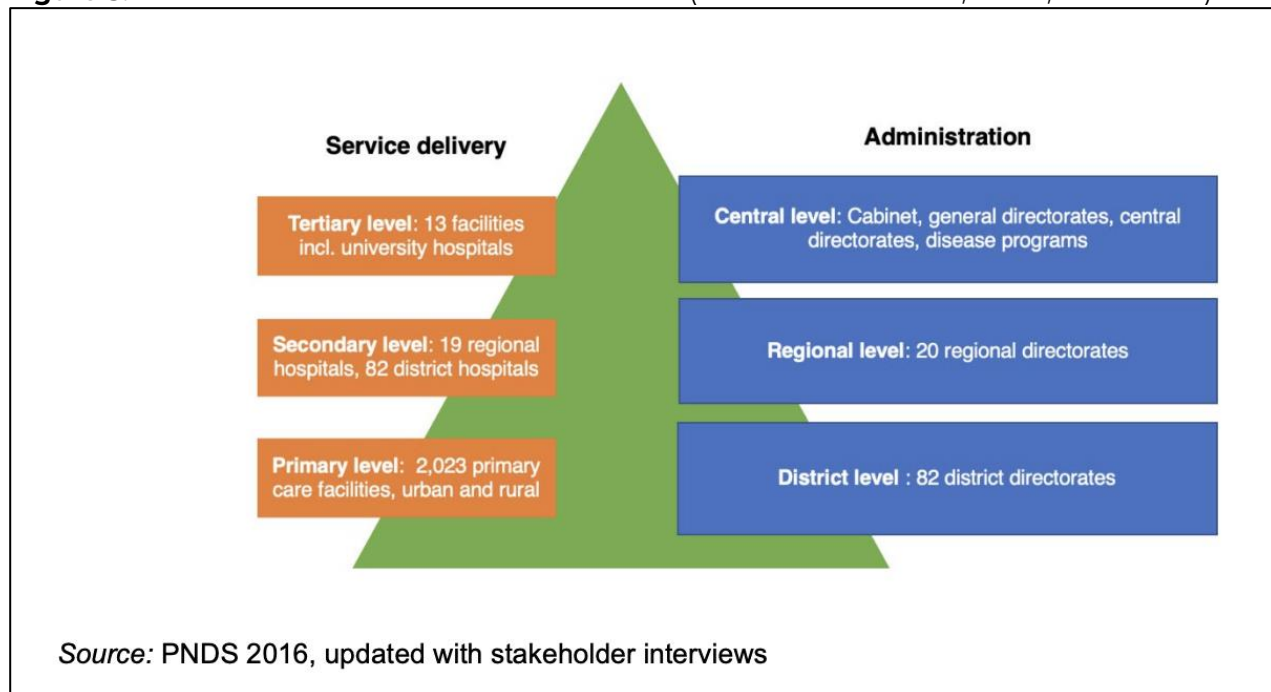 Service delivery
Administration
Tertiary level: 13 facilities
incl. university hospitals
Central level: Cabinet, general directorates, central
directorates, disease programs
Secondary level: 19 regional
hospitals, 82 district hospitals
Regional level: 20 regional directorates
Primary level: 2,023 primary
care facilities, urban and rural
District level : 82 district directorates
Source: PNDS 2016, updated with stakeholder interviews